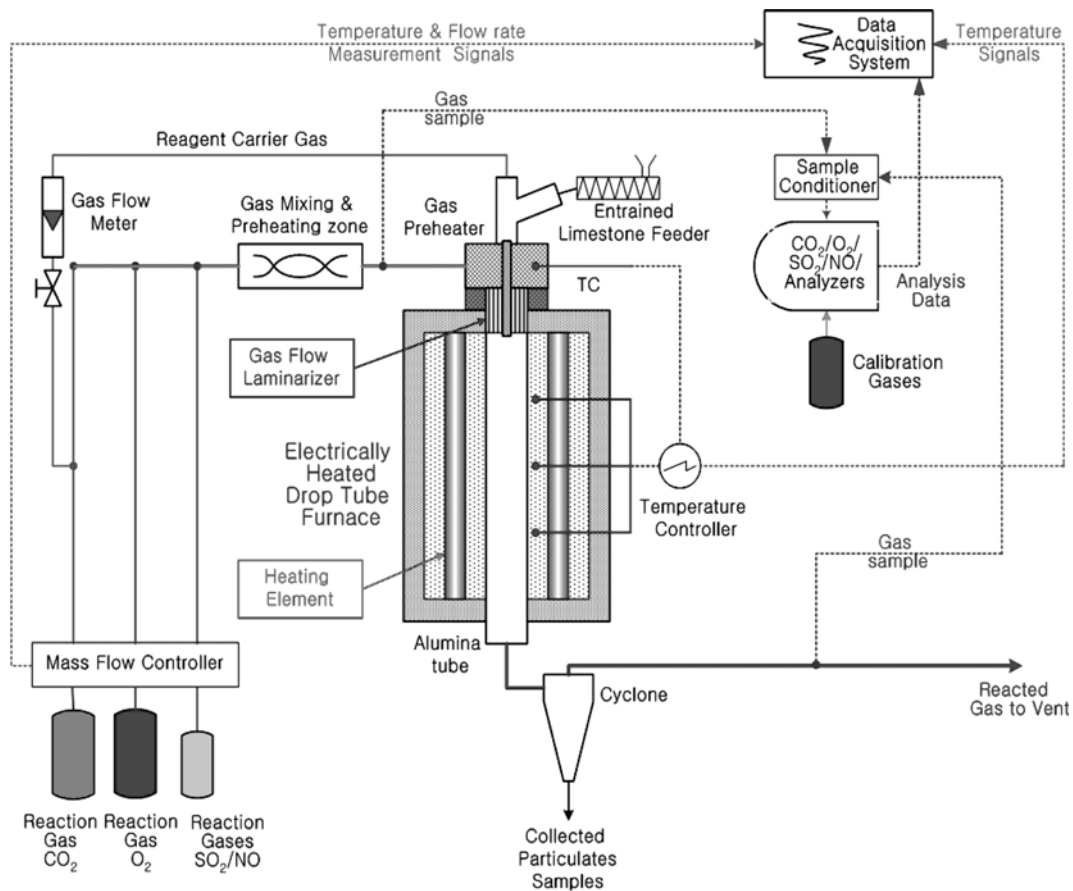 Temperature & Flow rate
Measurement Signals
Data
Acquisition
System
Temperature
Signals
Gas
sample
Reagent Carrier Gas
Sample
Conditioner
Gas Flow
Meter
Gas Mixing &
Preheating zone
Gas
Preheater
Entrained
Limestone Feeder
CO2/O2/
SO2/NO/
Analyzers
TC
Analysis
Data
Gas Flow
Laminarizer
Calibration
Gases
Electrically
Heated
Drop Tube
Furnace
Temperature
Controller
Gas
sample
Heating
Element
Alumina
tube
Mass Flow Controller
Cyclone
Reacted
Gas to Vent
Reaction
Gas
CO2
Reaction
Gas
O2
Reaction
Gases
SO2/NO
Collected
Particulates
Samples